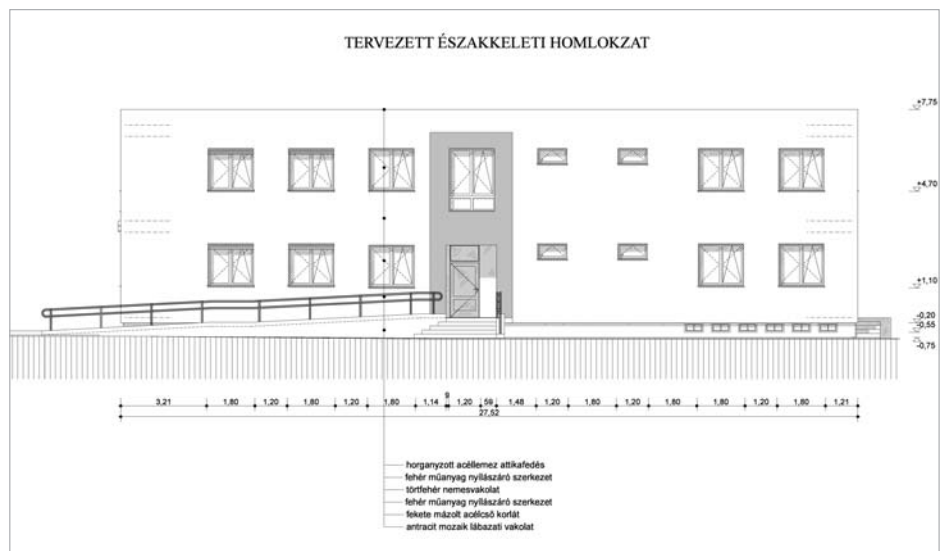 TERVEZETT ÉSZAKKELETI HOMLOKZAT
+7,75
+4,70
+1,10
-0,20
-0,55
-0,75
3,21 1,80 1,20 1,80 1,20 1,80 1,14 1,20 59 1,48 1,20 1,80 1,20 1,80 1,80 1,20 1,80 1,21
27,52
horganyzott acéllemez attikafedés
fehér műanyag nyílászáró szerkezet
törtfehér nemesvakolat
fehér műanyag nyílászáró szerkezet
fekete mázolt acélcső korlát
antracit mozaik lábazati vakolat